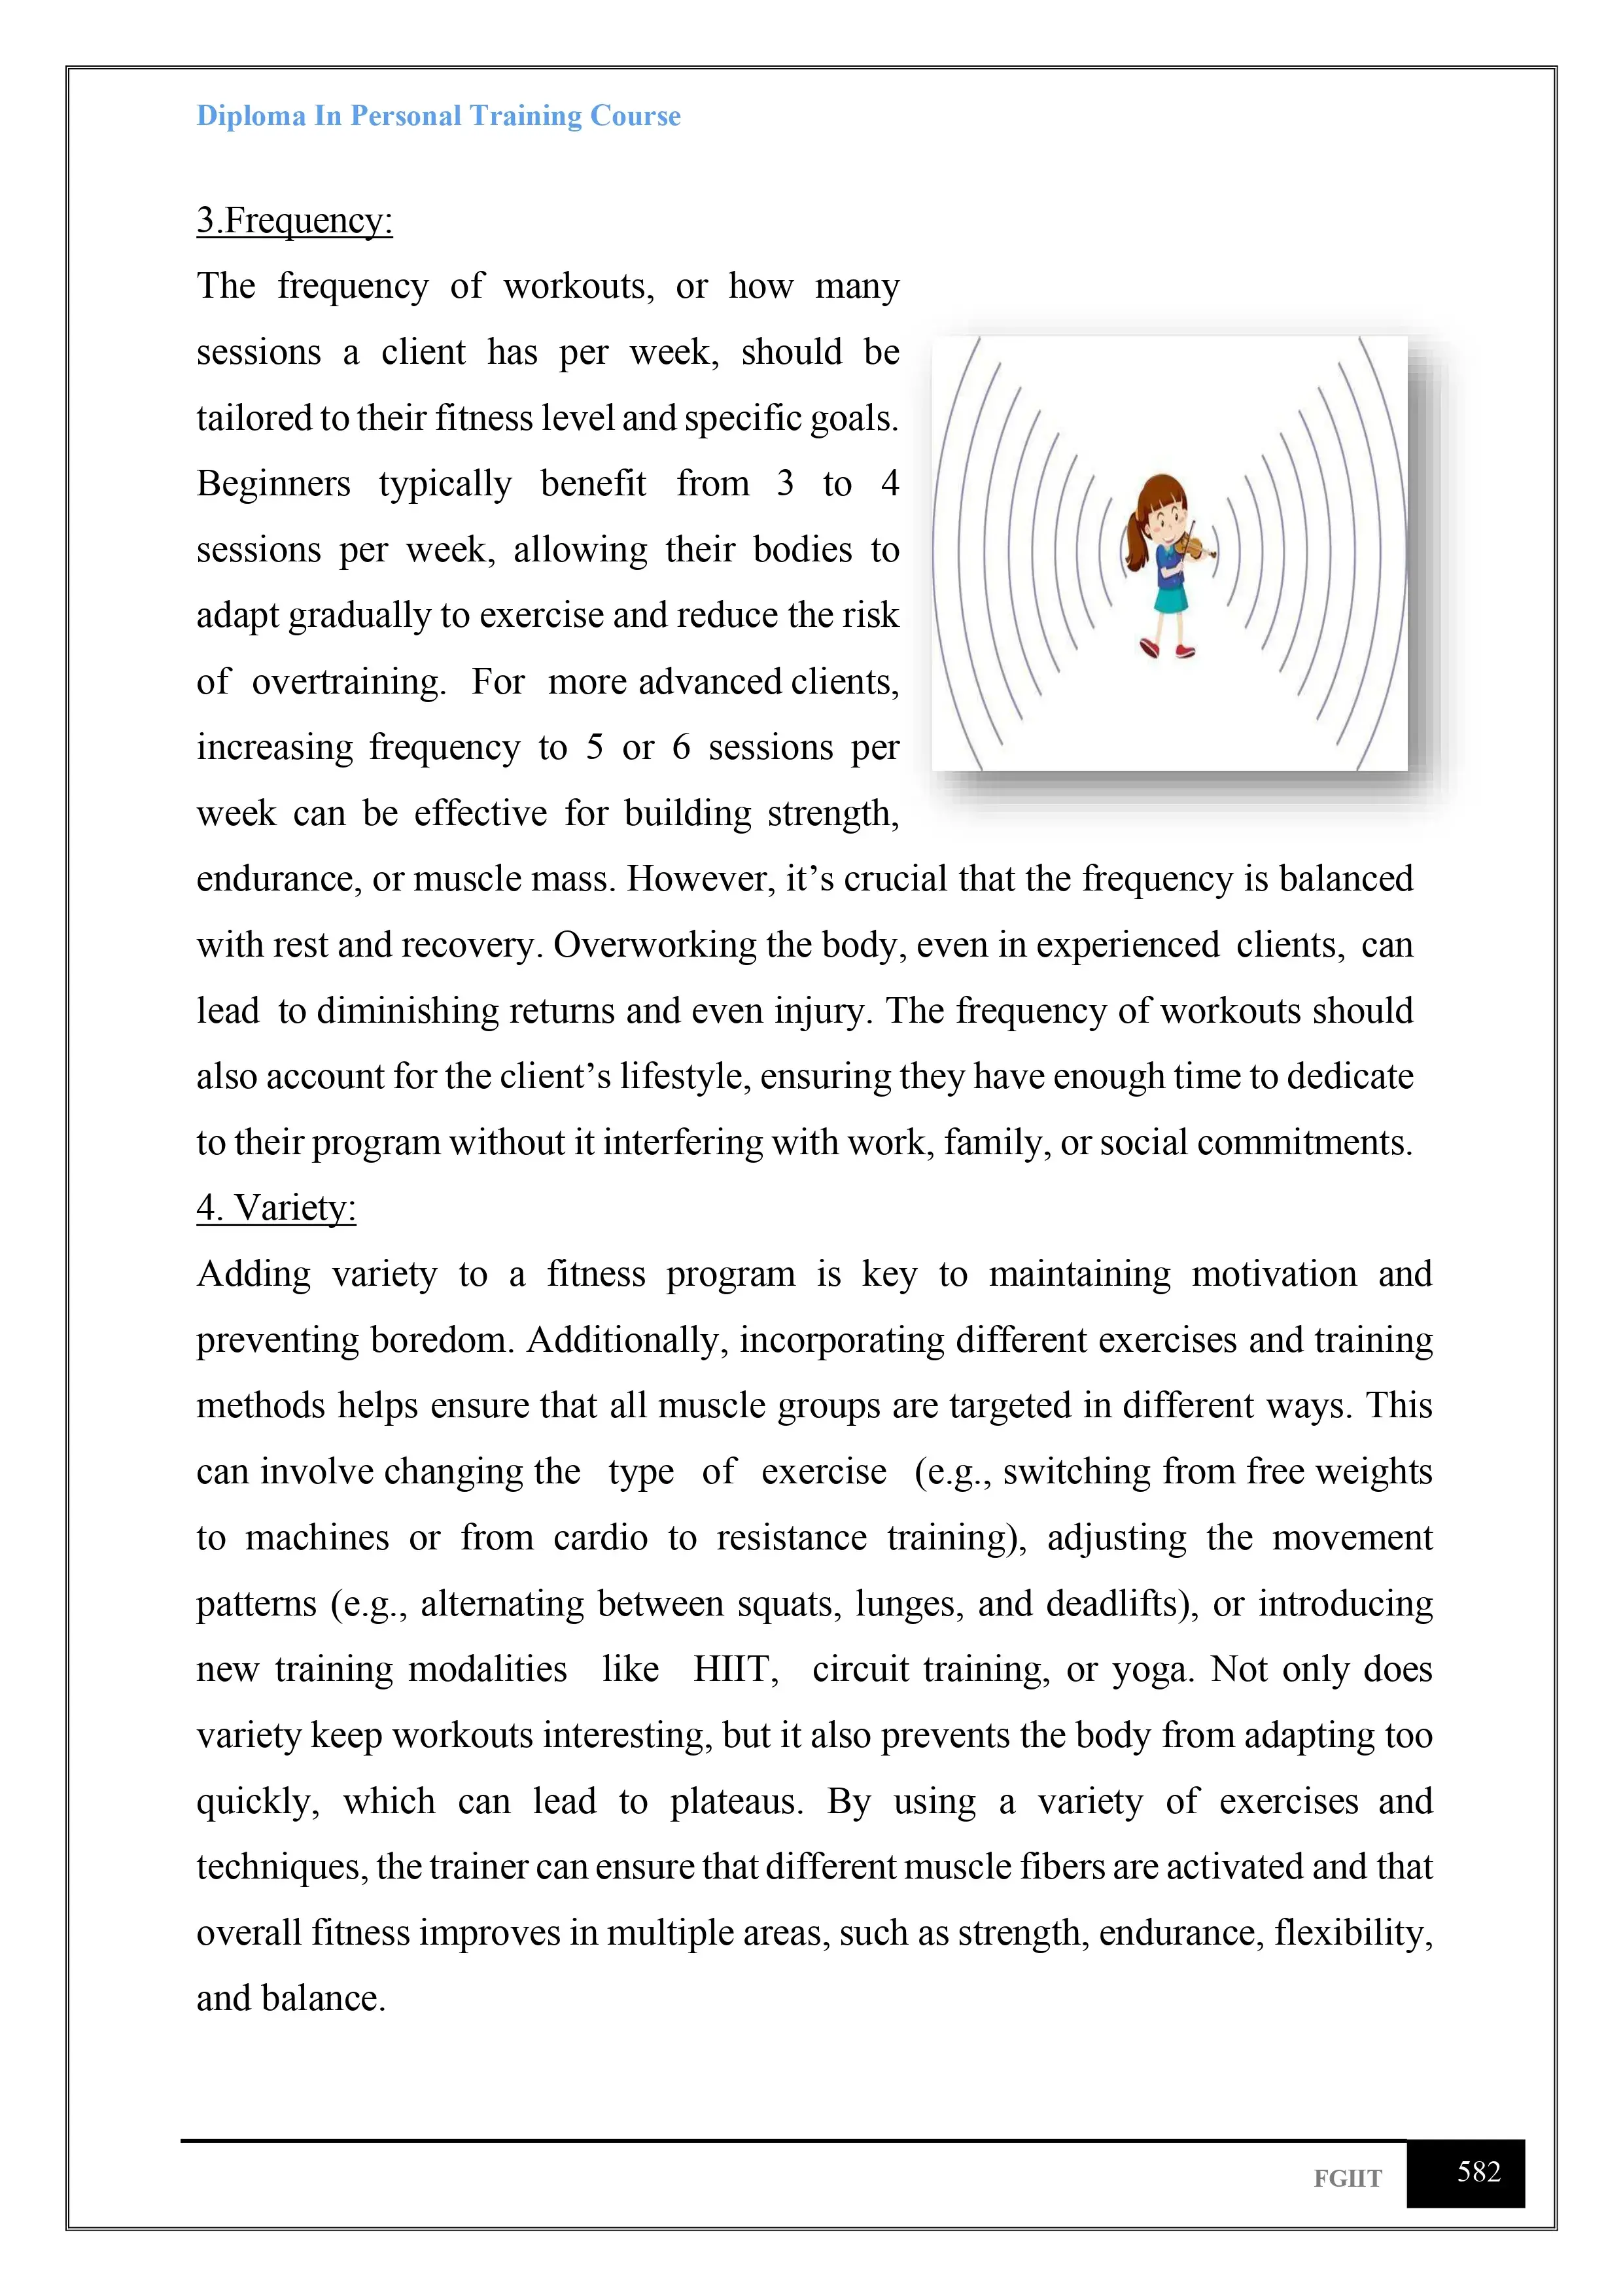 Diploma In Personal Training Course
3.Frequency:
The frequency of workouts, or how many
sessions a client has per week, should be
tailored to their fitness level and specific goals.
Beginners typically benefit from 3 to 4
sessions per week, allowing their bodies to
adapt gradually to exercise and reduce the risk
of overtraining. For more advanced clients,
increasing frequency to 5 or 6 sessions per
week can be effective for building strength,
endurance, or muscle mass. However, it’s crucial that the frequency is balanced
with rest and recovery. Overworking the body, even in experienced clients, can
lead to diminishing returns and even injury. The frequency of workouts should
also account for the client’s lifestyle, ensuring they have enough time to dedicate
to their program without it interfering with work, family, or social commitments.
4. Variety:
Adding variety to a fitness program is key to maintaining motivation and
preventing boredom. Additionally, incorporating different exercises and training
methods helps ensure that all muscle groups are targeted in different ways. This
can involve changing the type of exercise (e.g., switching from free weights
to machines or from cardio to resistance training), adjusting the movement
patterns (e.g., alternating between squats, lunges, and deadlifts), or introducing
new training modalities like HIIT, circuit training, or yoga. Not only does
variety keep workouts interesting, but it also prevents the body from adapting too
quickly, which can lead to plateaus. By using a variety of exercises and
techniques, the trainer can ensure that different muscle fibers are activated and that
overall fitness improves in multiple areas, such as strength, endurance, flexibility,
and balance.
FGIIT
582